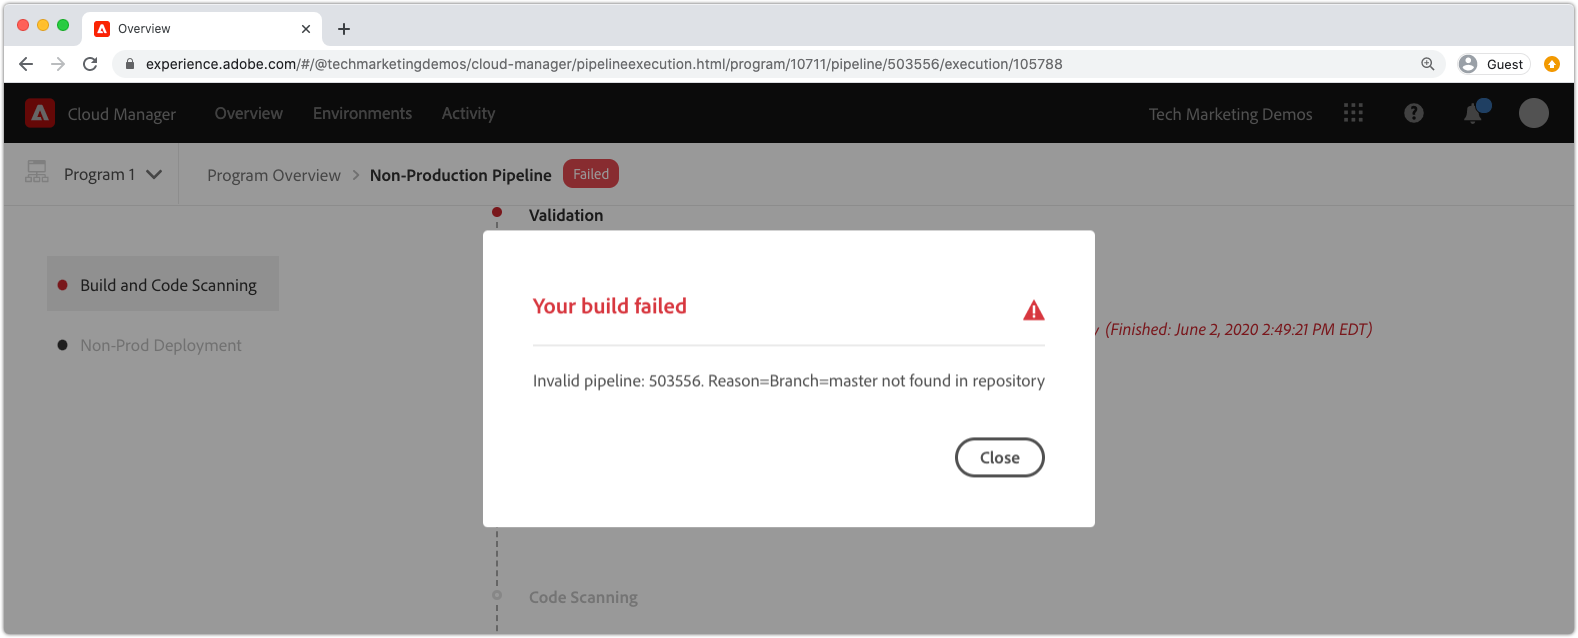 Overview
experience.adobe.com/#/@techmarketingdemos/cloud-manager/pipelineexecution.html/program/10711/pipeline/503556/execution/105788
Guest
Cloud Manager Overview Environments Activity Tech Marketing Demos
Program 1 Program Overview > Non-Production Pipeline Failed
Validation
Build and Code Scanning
Non-Prod Deployment
Your build failed
(Finished: June 2, 2020 2:49:21 PM EDT)
Invalid pipeline: 503556. Reason=Branch=master not found in repository
Close
Code Scanning